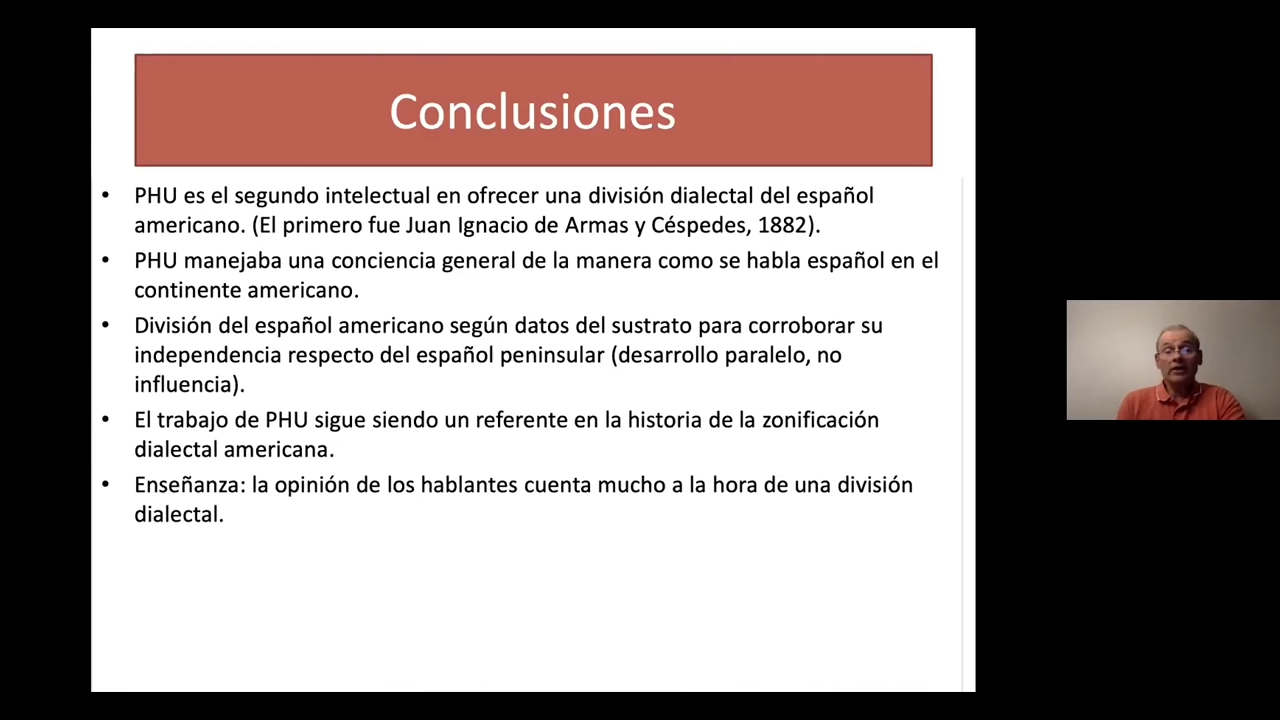 Conclusiones
• PHU es el segundo intelectual en ofrecer una división dialectal del español
americano. (El primero fue Juan Ignacio de Armas y Céspedes, 1882).
• PHU manejaba una conciencia general de la manera como se habla español en el
continente americano.
• División del español americano según datos del sustrato para corroborar su
independencia respecto del español peninsular (desarrollo paralelo, no
influencia).
• El trabajo de PHU sigue siendo un referente en la historia de la zonificación
dialectal americana.
• Enseñanza: la opinión de los hablantes cuenta mucho a la hora de una división
dialectal.